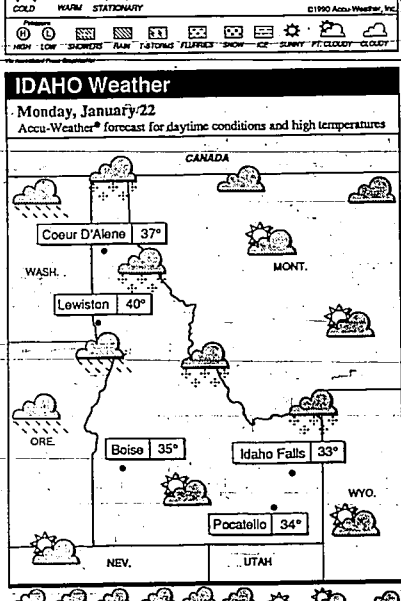 COLD WARM STATIONARY
©1990 Accu-Weather, Inc.
Pressure
H L
HIGH LOW SHOWERS RAIN T-STORMS FLURRIES SNOW ICE SUNNY PT. CLOUDY CLOUDY
IDAHO Weather
Monday, January 22
Accu-Weather® forecast for daytime conditions and high temperatures
CANADA
Coeur D'Alene 37°
WASH.
MONT.
Lewiston 40°
ORE.
Boise 35°
Idaho Falls 33°
WYO.
Pocatello 34°
NEV.
UTAH